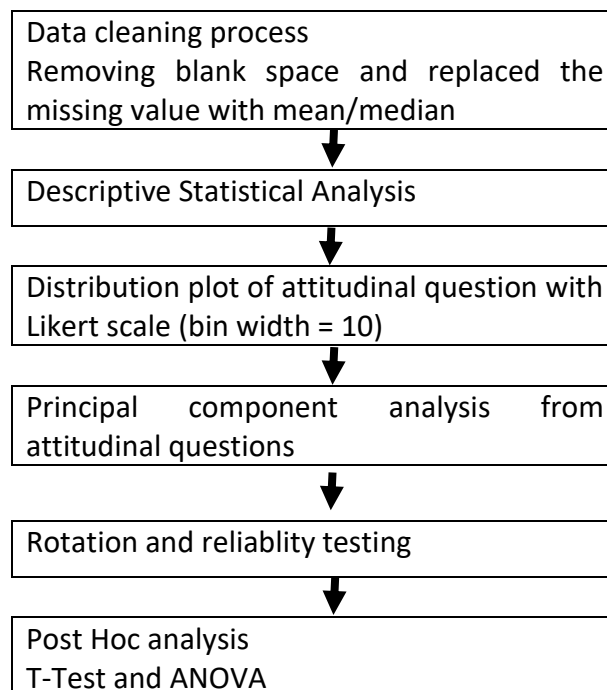 Data cleaning process
Removing blank space and replaced the
missing value with mean/median
Descriptive Statistical Analysis
Distribution plot of attitudinal question with
Likert scale (bin width = 10)
Principal component analysis from
attitudinal questions
Rotation and reliablity testing
Post Hoc analysis
T-Test and ANOVA